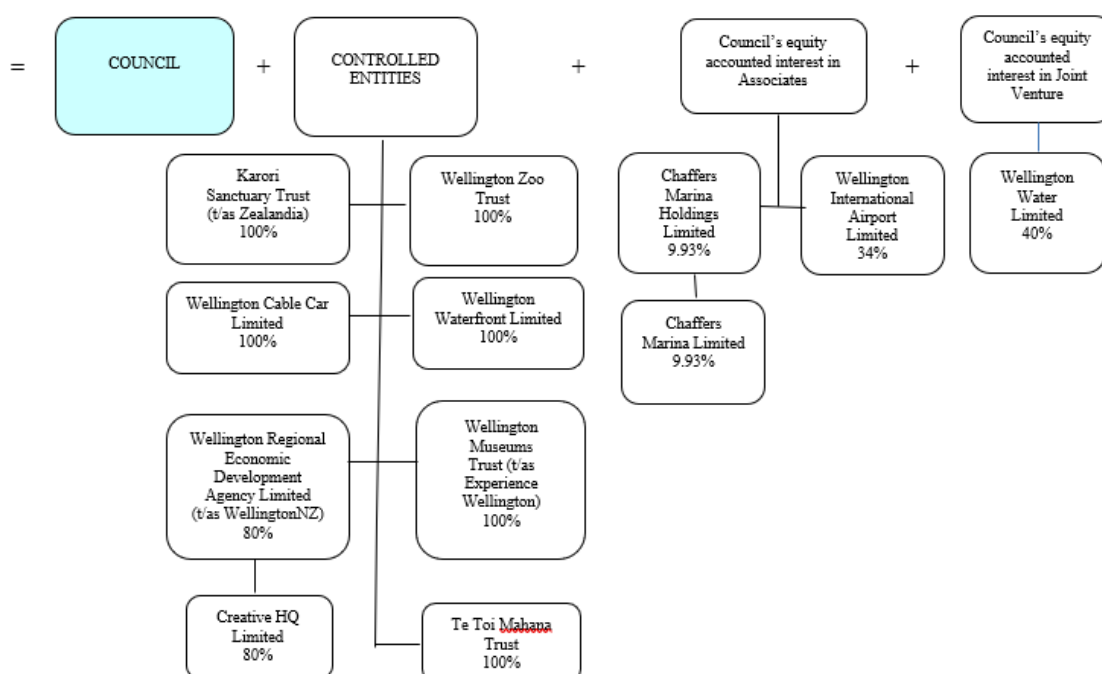 =
COUNCIL
+
CONTROLLED
ENTITIES
+
Council’s equity
accounted interest in
Associates
+
Council’s equity
accounted
interest in Joint
Venture
Karori
Sanctuary Trust
(t/as Zealandia)
100%
Wellington Zoo
Trust
100%
Chaffers
Marina
Holdings
Limited
9.93%
Wellington
International
Airport
Limited
34%
Wellington
Water
Limited
40%
Wellington Cable Car
Limited
100%
Wellington
Waterfront Limited
100%
Chaffers
Marina Limited
9.93%
Wellington Regional
Economic
Development
Agency Limited
(t/as WellingtonNZ)
80%
Wellington
Museums
Trust (t/as
Experience
Wellington)
100%
Creative HQ
Limited
80%
Te Toi Mahana
Trust
100%